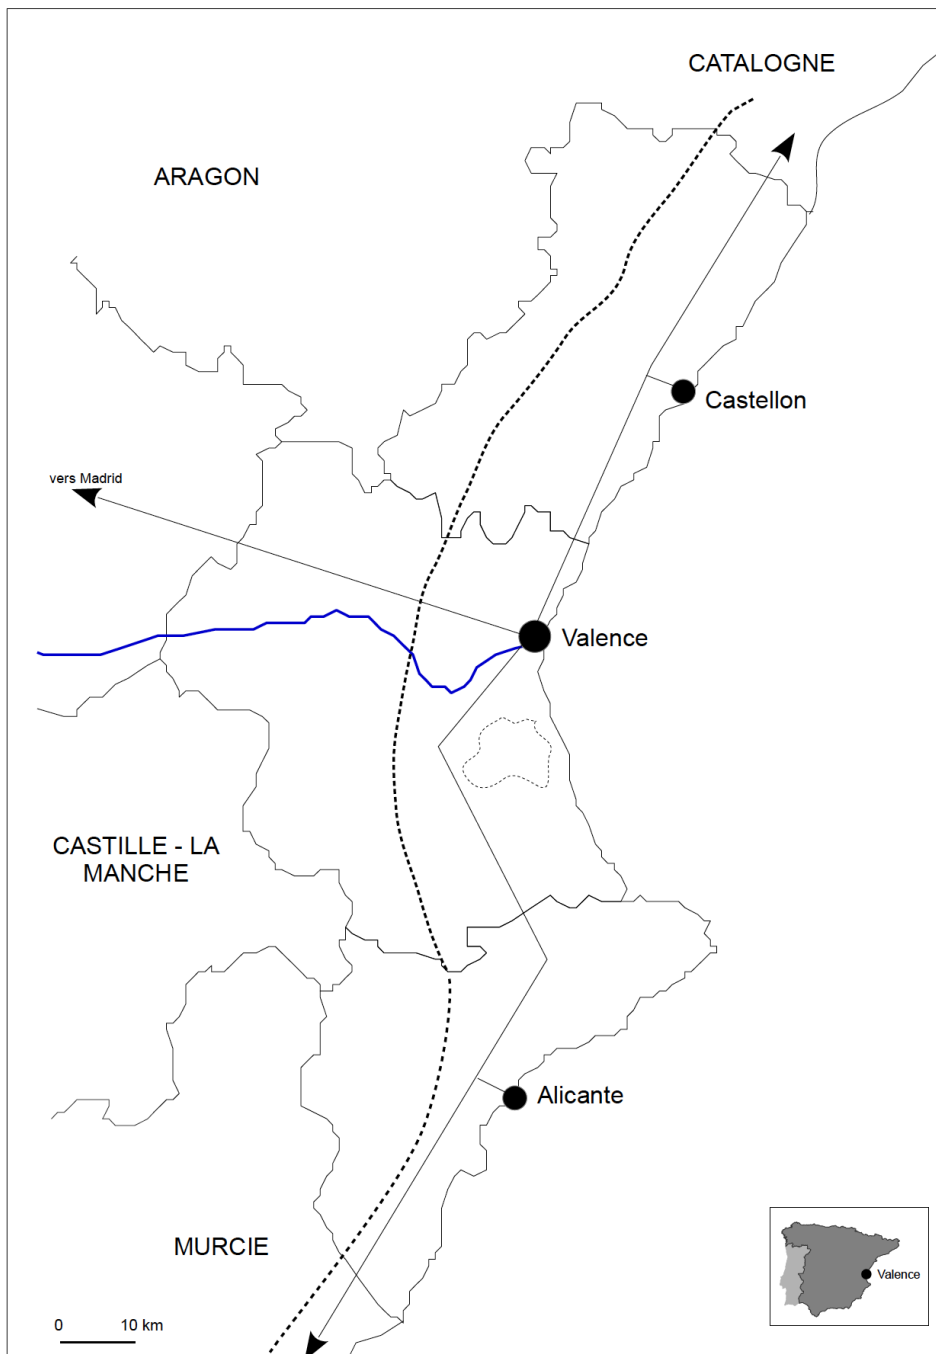 CATALOGNE
ARAGON
Castellon
vers Madrid
Valence
CASTILLE - LA
MANCHE
Alicante
MURCIE
Valence
0 10 km